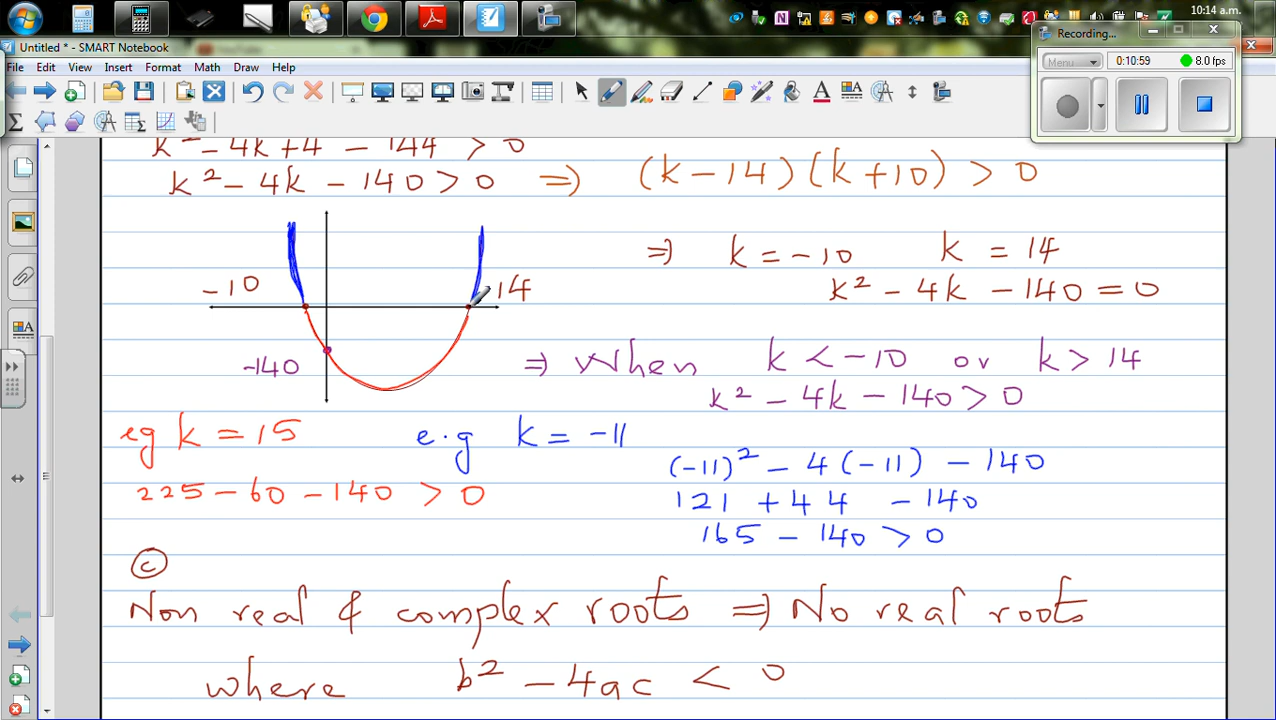 10:14 a.m.
Untitled * - SMART Notebook
Recording...
File Edit View Insert Format Math Draw Help
Menu
0:10:59
8.0 fps
k² - 4k + 4 - 144 > 0
k² - 4k - 140 > 0 ⇒ (k - 14)(k + 10) > 0
⇒ k = -10 k = 14
-10
14
k² - 4k - 140 = 0
-140
⇒ When k < -10 or k > 14
k² - 4k - 140 > 0
eg k = 15
e.g k = -11
(-11)² - 4(-11) - 140
225 - 60 - 140 > 0
121 + 44 - 140
165 - 140 > 0
(c)
Non real & complex roots ⇒ No real roots
where b² - 4ac < 0